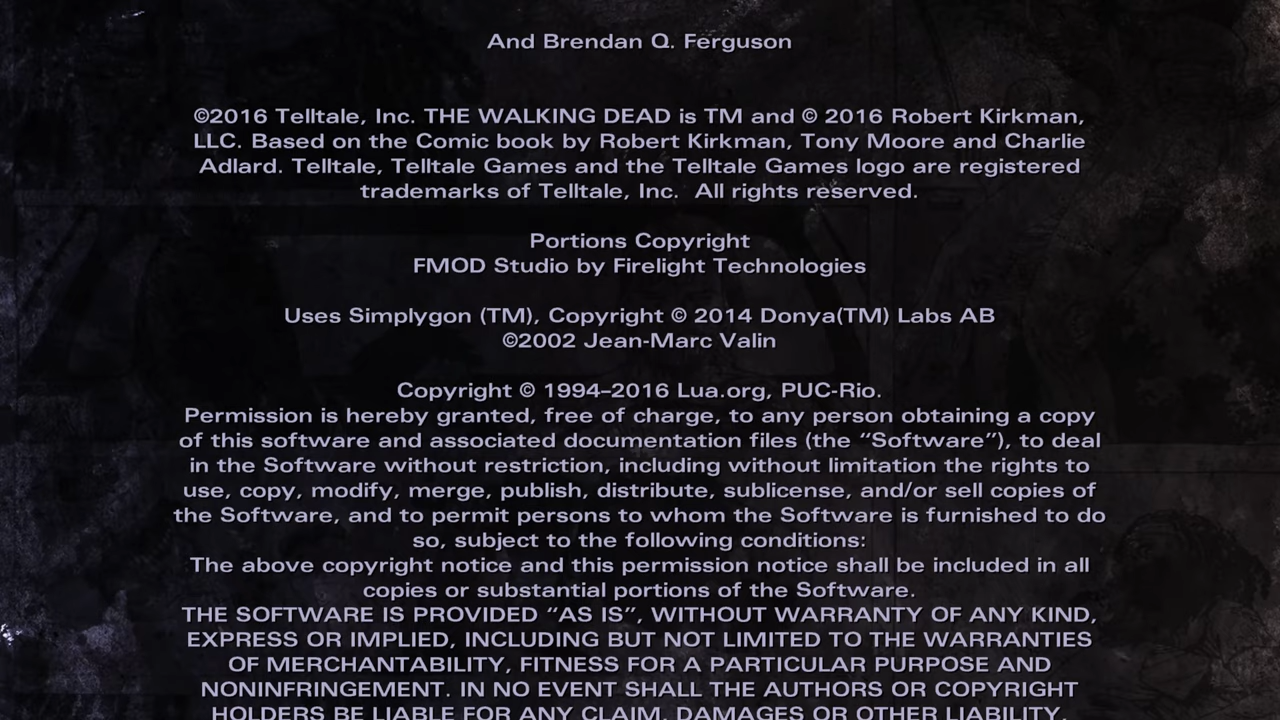 And Brendan Q. Ferguson
©2016 Telltale, Inc. THE WALKING DEAD is TM and © 2016 Robert Kirkman,
LLC. Based on the Comic book by Robert Kirkman, Tony Moore and Charlie
Adlard. Telltale, Telltale Games and the Telltale Games logo are registered
trademarks of Telltale, Inc.  All rights reserved.
Portions Copyright
FMOD Studio by Firelight Technologies
Uses Simplygon (TM), Copyright © 2014 Donya(TM) Labs AB
©2002 Jean-Marc Valin
Copyright © 1994–2016 Lua.org, PUC-Rio.
Permission is hereby granted, free of charge, to any person obtaining a copy
of this software and associated documentation files (the “Software”), to deal
in the Software without restriction, including without limitation the rights to
use, copy, modify, merge, publish, distribute, sublicense, and/or sell copies of
the Software, and to permit persons to whom the Software is furnished to do
so, subject to the following conditions:
The above copyright notice and this permission notice shall be included in all
copies or substantial portions of the Software.
THE SOFTWARE IS PROVIDED “AS IS”, WITHOUT WARRANTY OF ANY KIND,
EXPRESS OR IMPLIED, INCLUDING BUT NOT LIMITED TO THE WARRANTIES
OF MERCHANTABILITY, FITNESS FOR A PARTICULAR PURPOSE AND
NONINFRINGEMENT. IN NO EVENT SHALL THE AUTHORS OR COPYRIGHT
HOLDERS BE LIABLE FOR ANY CLAIM, DAMAGES OR OTHER LIABILITY,